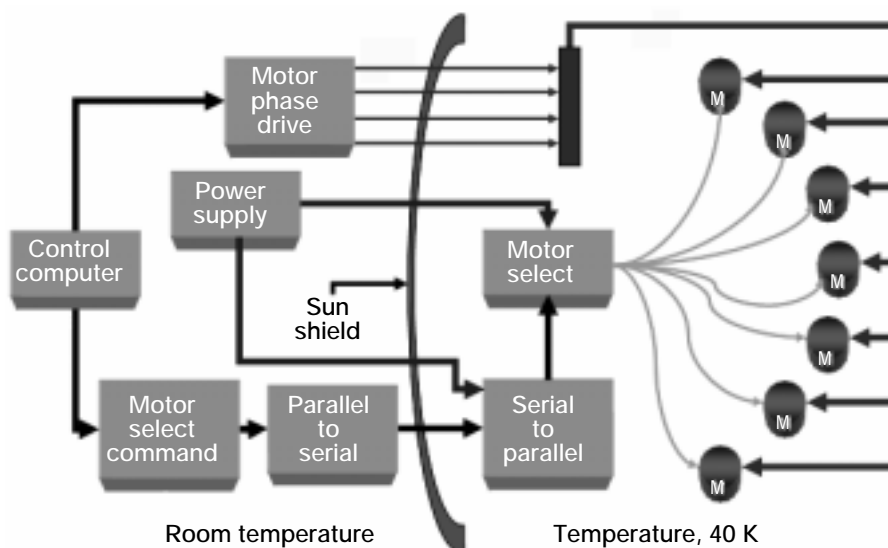 Motor
phase
drive
Power
supply
Control
computer
Motor
select
Sun
shield
Motor
select
command
Parallel
to
serial
Serial
to
parallel
M
M
M
M
M
M
M
Room temperature
Temperature, 40 K